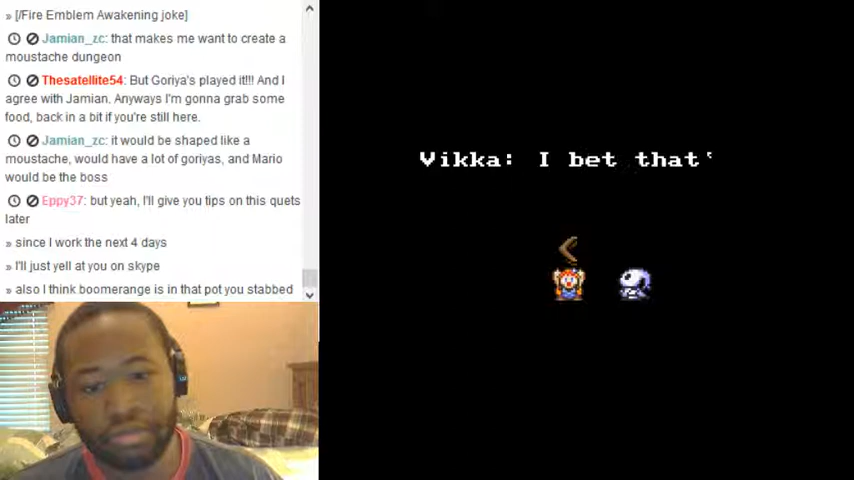 » [/Fire Emblem Awakening joke]
Jamian_zc: that makes me want to create a
moustache dungeon
Thesatellite54: But Goriya's played it!!! And I
agree with Jamian. Anyways I'm gonna grab some
food, back in a bit if you're still here.
Jamian_zc: it would be shaped like a
moustache, would have a lot of goriyas, and Mario
would be the boss
Eppy37: but yeah, I'll give you tips on this quets
later
» since I work the next 4 days
» I'll just yell at you on skype
» also I think boomerange is in that pot you stabbed
Vikka: I bet that'